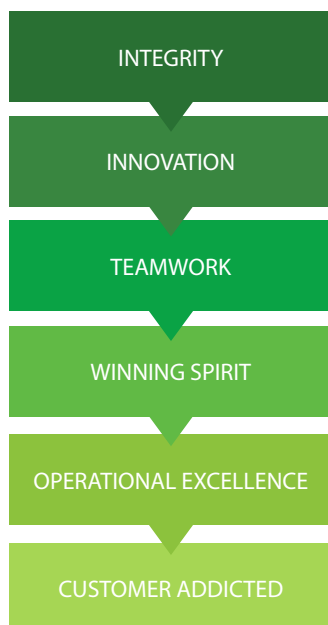 INTEGRITY
INNOVATION
TEAMWORK
WINNING SPIRIT
OPERATIONAL EXCELLENCE
CUSTOMER ADDICTED